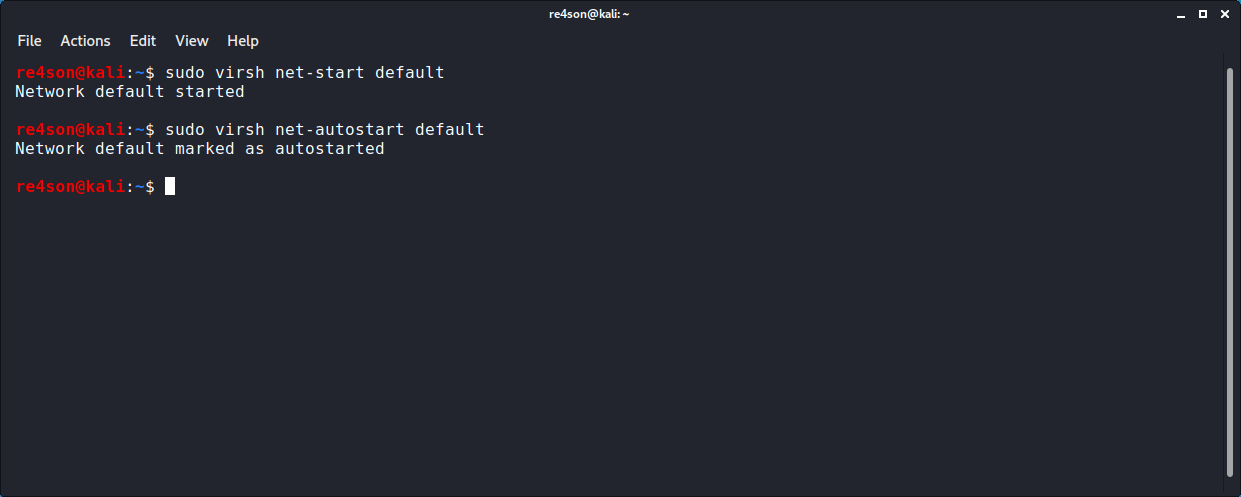 re4son@kali: ~
File Actions Edit View Help
re4son@kali:~$ sudo virsh net-start default
Network default started
re4son@kali:~$ sudo virsh net-autostart default
Network default marked as autostarted
re4son@kali:~$